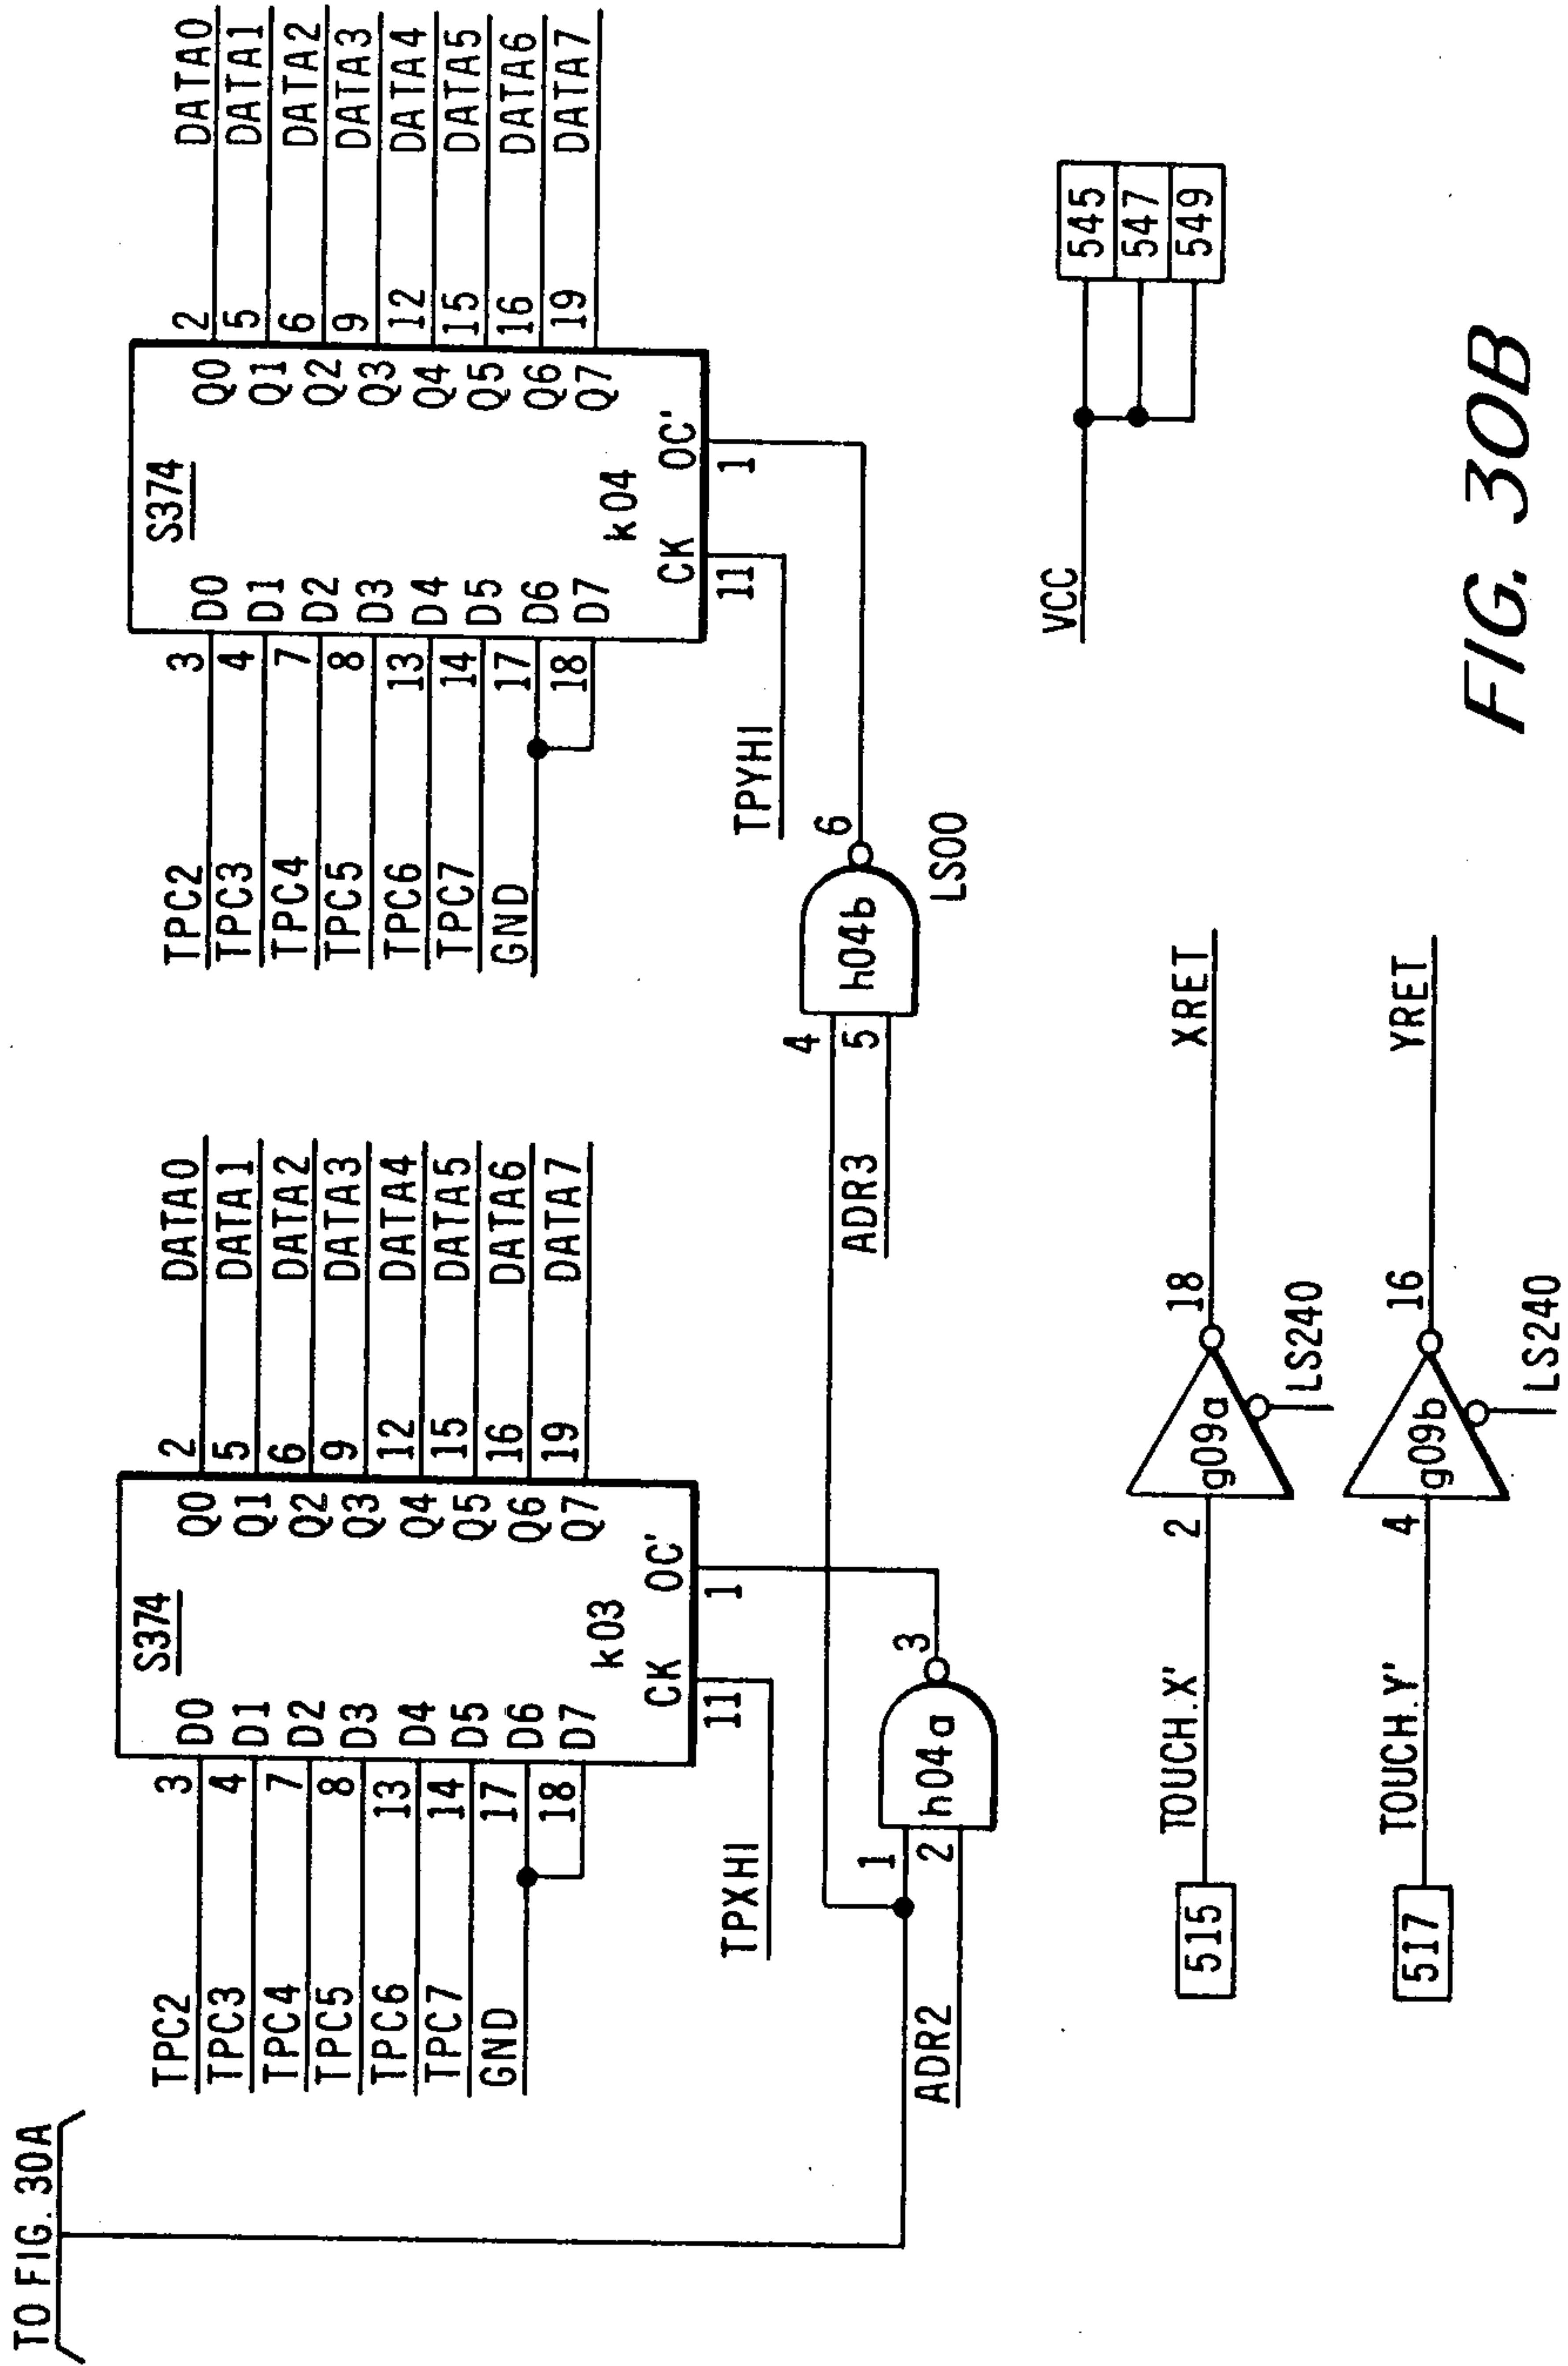 TO FIG. 30A
S374
TPC2 3 D0 Q0 2 DATA0
TPC3 4 D1 Q1 5 DATA1
TPC4 7 D2 Q2 6 DATA2
TPC5 8 D3 Q3 9 DATA3
TPC6 13 D4 Q4 12 DATA4
TPC7 14 D5 Q5 15 DATA5
GND 17 D6 Q6 16 DATA6
18 D7 Q7 19 DATA7
k03
CK OC'
11 1
TPXHI
S374
TPC2 3 D0 Q0 2 DATA0
TPC3 4 D1 Q1 5 DATA1
TPC4 7 D2 Q2 6 DATA2
TPC5 8 D3 Q3 9 DATA3
TPC6 13 D4 Q4 12 DATA4
TPC7 14 D5 Q5 15 DATA5
GND 17 D6 Q6 16 DATA6
18 D7 Q7 19 DATA7
k04
CK OC'
11 1
TPYHI
1 h04a 3
ADR2 2
4 h04b 6
ADR3 5
LS00
515 TOUCH.X' 2 g09a 18 XRET
LS240
517 TOUCH.Y' 4 g09b 16 YRET
LS240
VCC 545
547
549
FIG. 30B